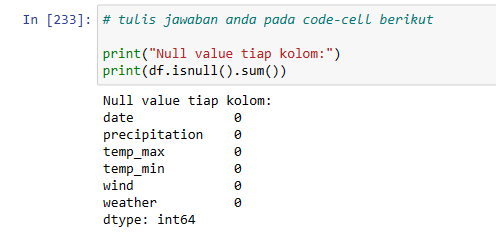 In [233]: # tulis jawaban anda pada code-cell berikut
print("Null value tiap kolom:")
print(df.isnull().sum())
Null value tiap kolom:
date 0
precipitation 0
temp_max 0
temp_min 0
wind 0
weather 0
dtype: int64